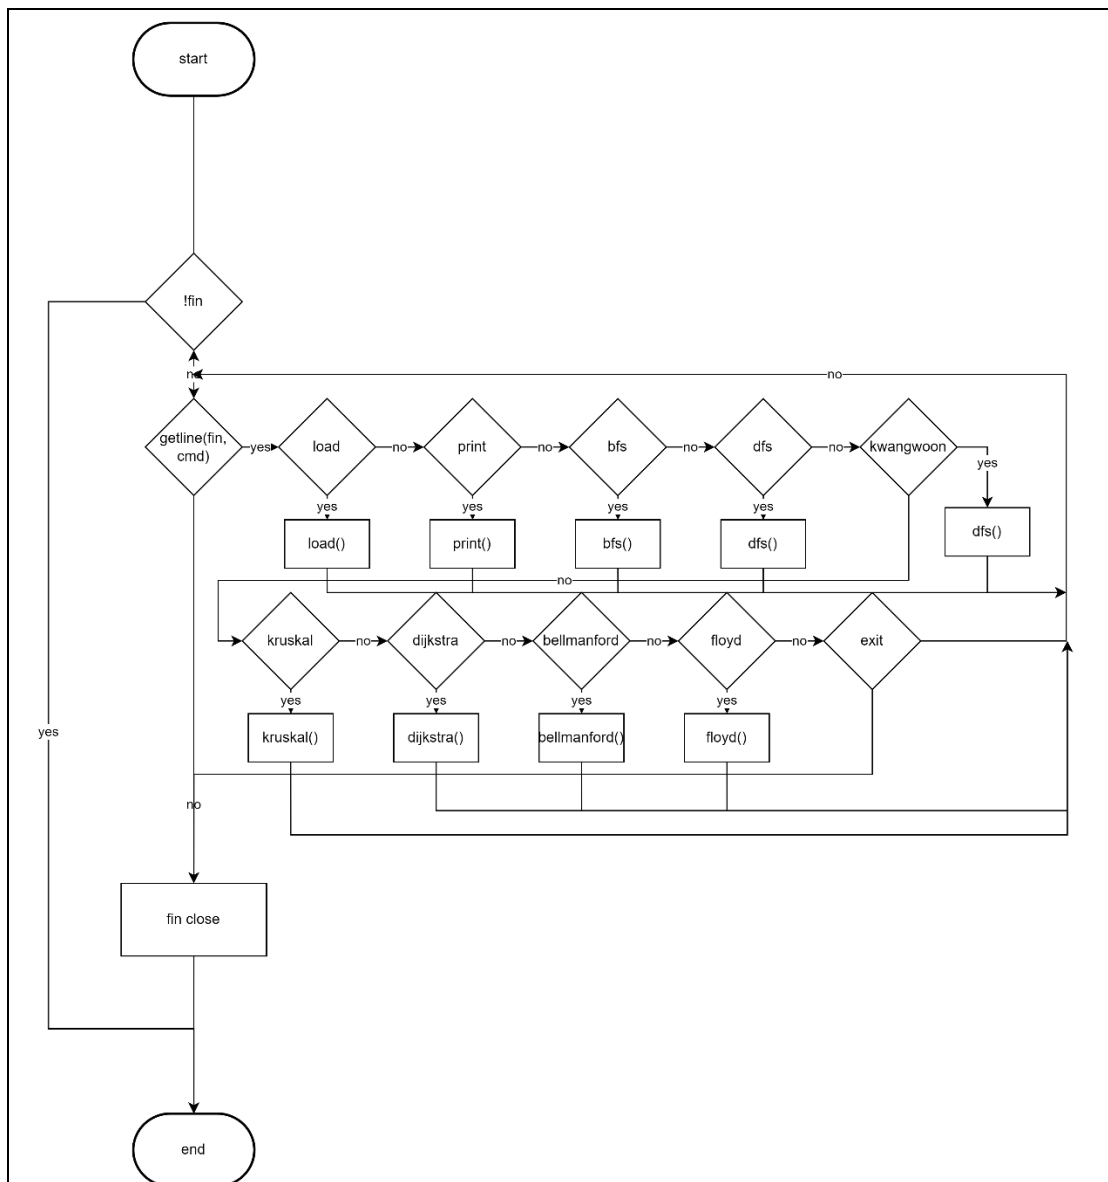 start
!fin
no
no
getline(fin,
cmd)
yes
load
no
print
no
bfs
no
dfs
no
kwangwoon
yes
yes
yes
yes
yes
load()
print()
bfs()
dfs()
dfs()
no
kruskal
no
dijkstra
no
bellmanford
no
floyd
no
exit
yes
yes
yes
yes
yes
kruskal()
dijkstra()
bellmanford()
floyd()
no
fin close
end